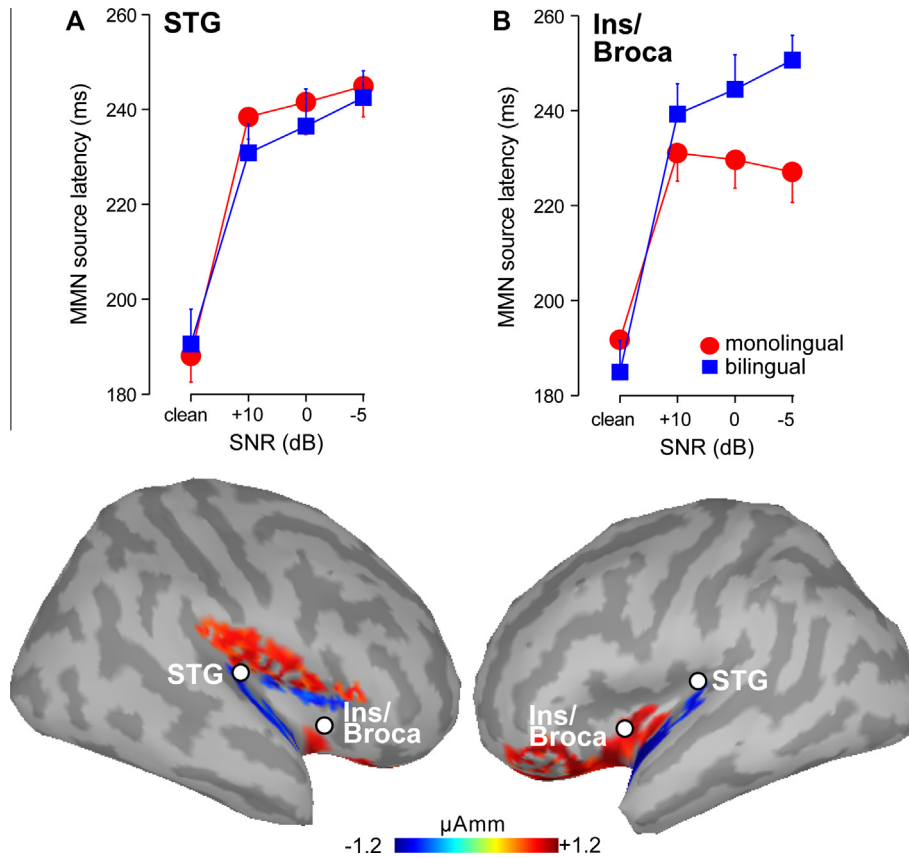 A STG
260
240
220
200
180
MMN source latency (ms)
clean +10 0 -5
SNR (dB)
B Ins/
Broca
260
240
220
200
180
MMN source latency (ms)
monolingual
bilingual
clean +10 0 -5
SNR (dB)
STG
Ins/
Broca
STG
Ins/
Broca
µAmm
-1.2 +1.2